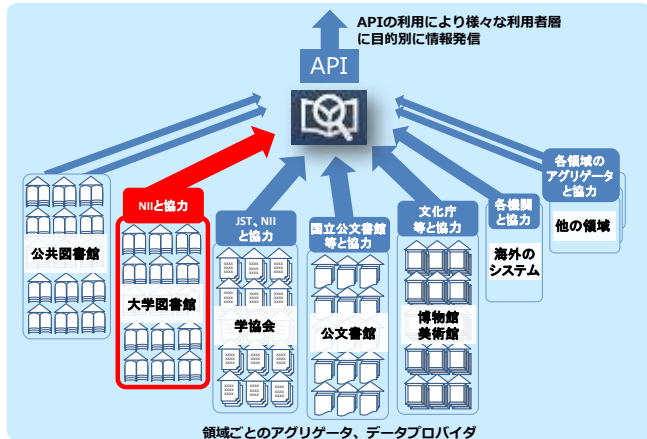 APIの利用により様々な利用者層
に目的別に情報発信
API
各領域の
アグリゲータ
と協力
NIIと協力
JST、NII
と協力
国立公文書館
等と協力
文化庁
等と協力
各機関
と協力
他の領域
公共図書館
海外の
システム
大学図書館
学協会
公文書館
博物館
美術館
領域ごとのアグリゲータ、データプロバイダ